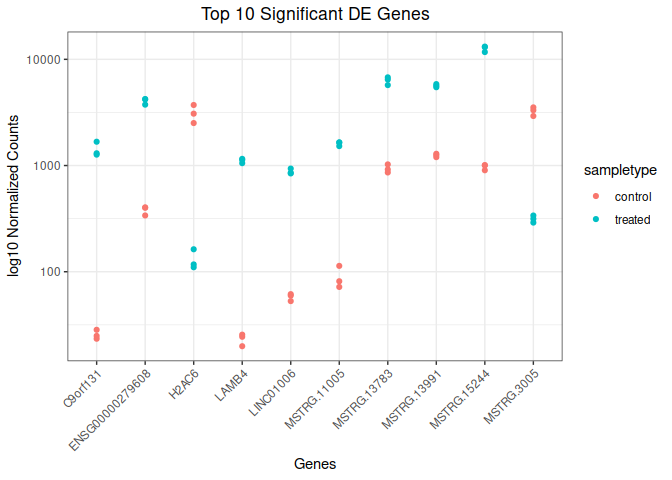 Top 10 Significant DE Genes
log10 Normalized Counts
10000
1000
100
C9orf131
ENSG00000279608
H2AC6
LAMB4
LINC01006
MSTRG.11005
MSTRG.13783
MSTRG.13991
MSTRG.15244
MSTRG.3005
Genes
sampletype
control
treated